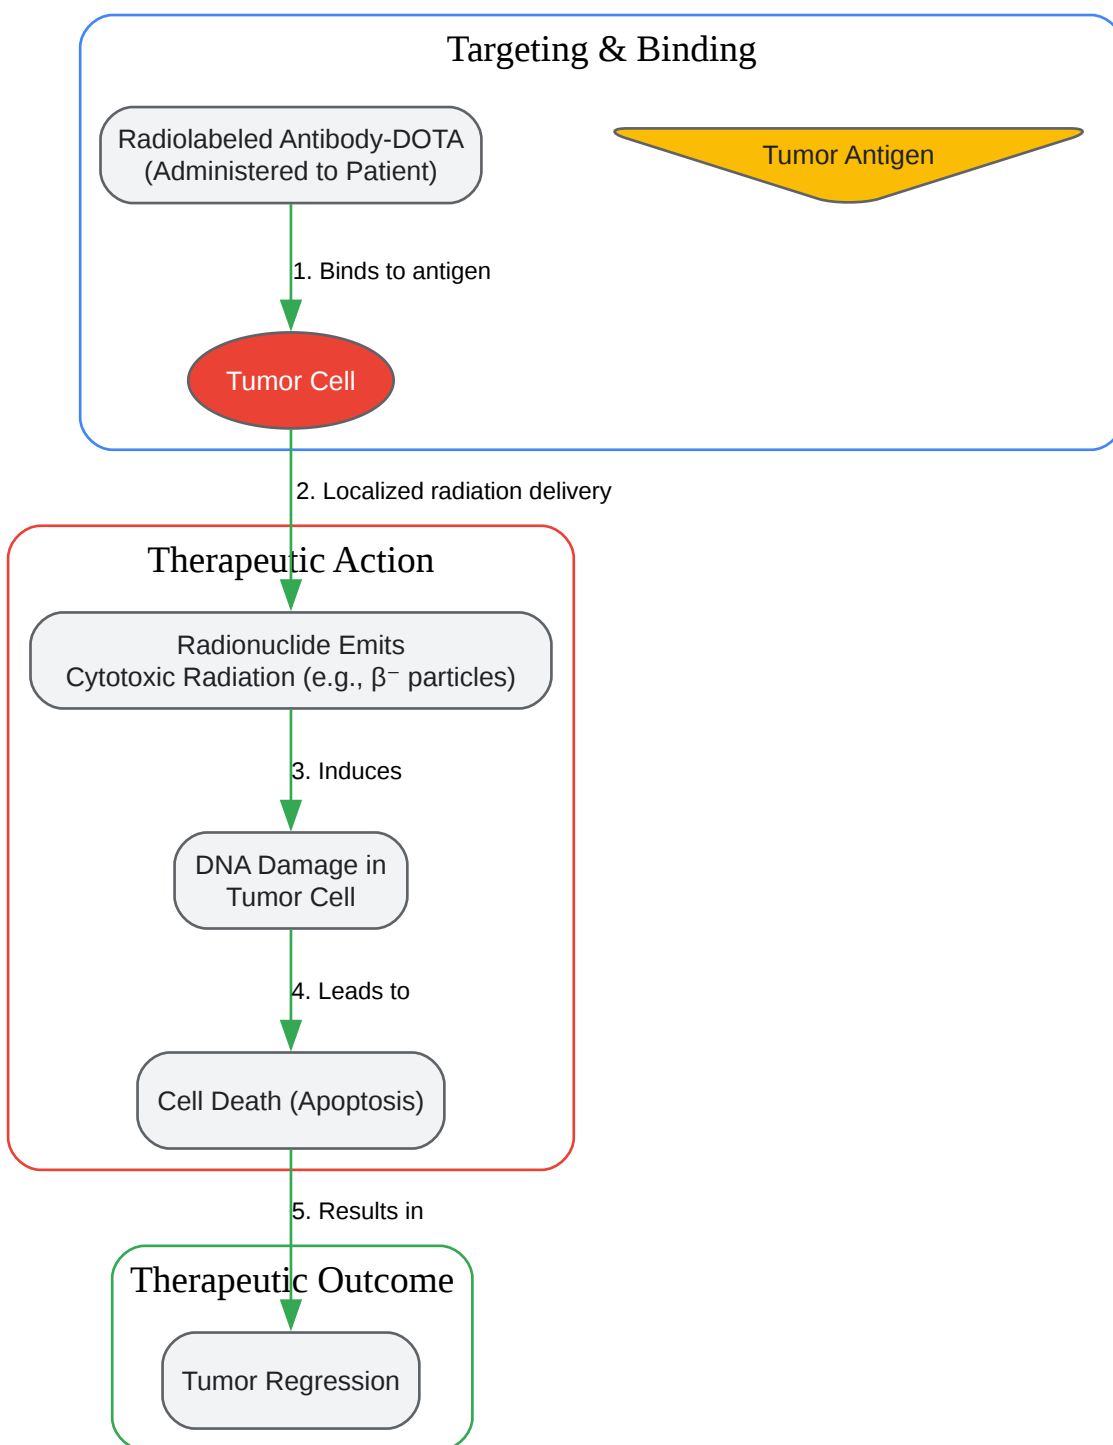 Targeting & Binding
Radiolabeled Antibody-DOTA
(Administered to Patient)
Tumor Antigen
1. Binds to antigen
Tumor Cell
2. Localized radiation delivery
Therapeutic Action
Radionuclide Emits
Cytotoxic Radiation (e.g., β⁻ particles)
3. Induces
DNA Damage in
Tumor Cell
4. Leads to
Cell Death (Apoptosis)
5. Results in
Therapeutic Outcome
Tumor Regression